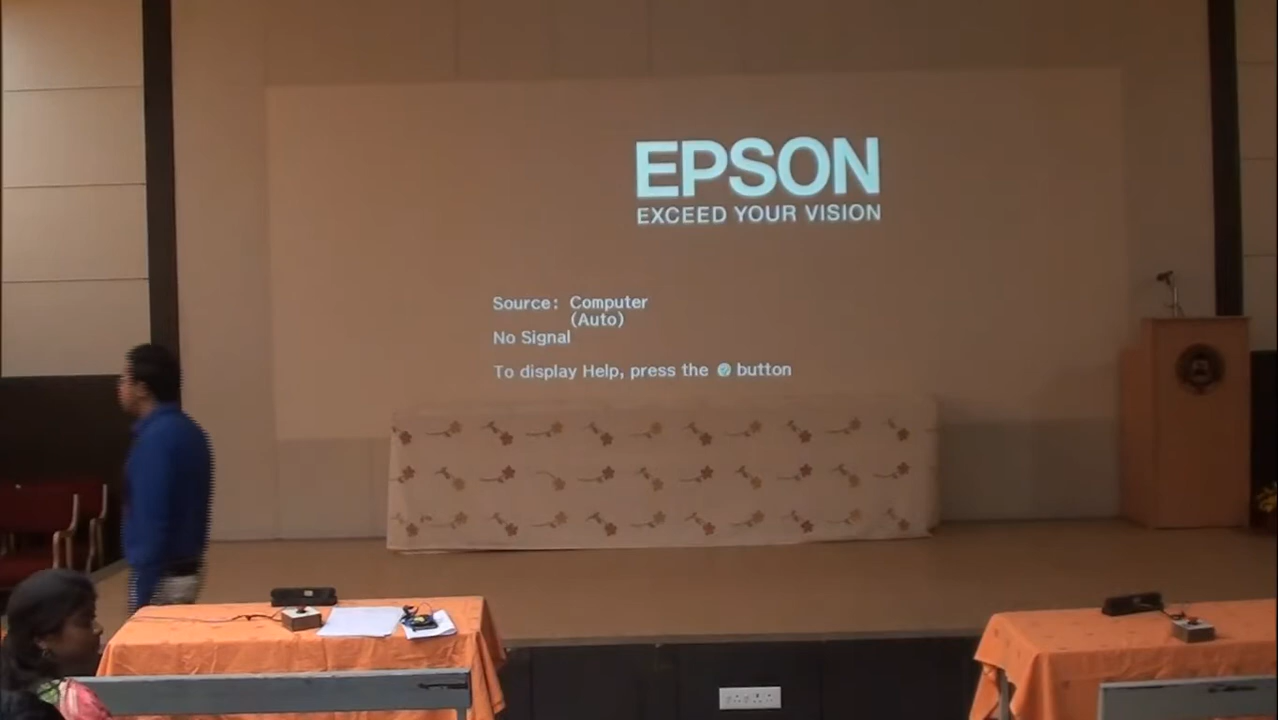 EPSON
EXCEED YOUR VISION
Source: Computer
(Auto)
No Signal
To display Help, press the button